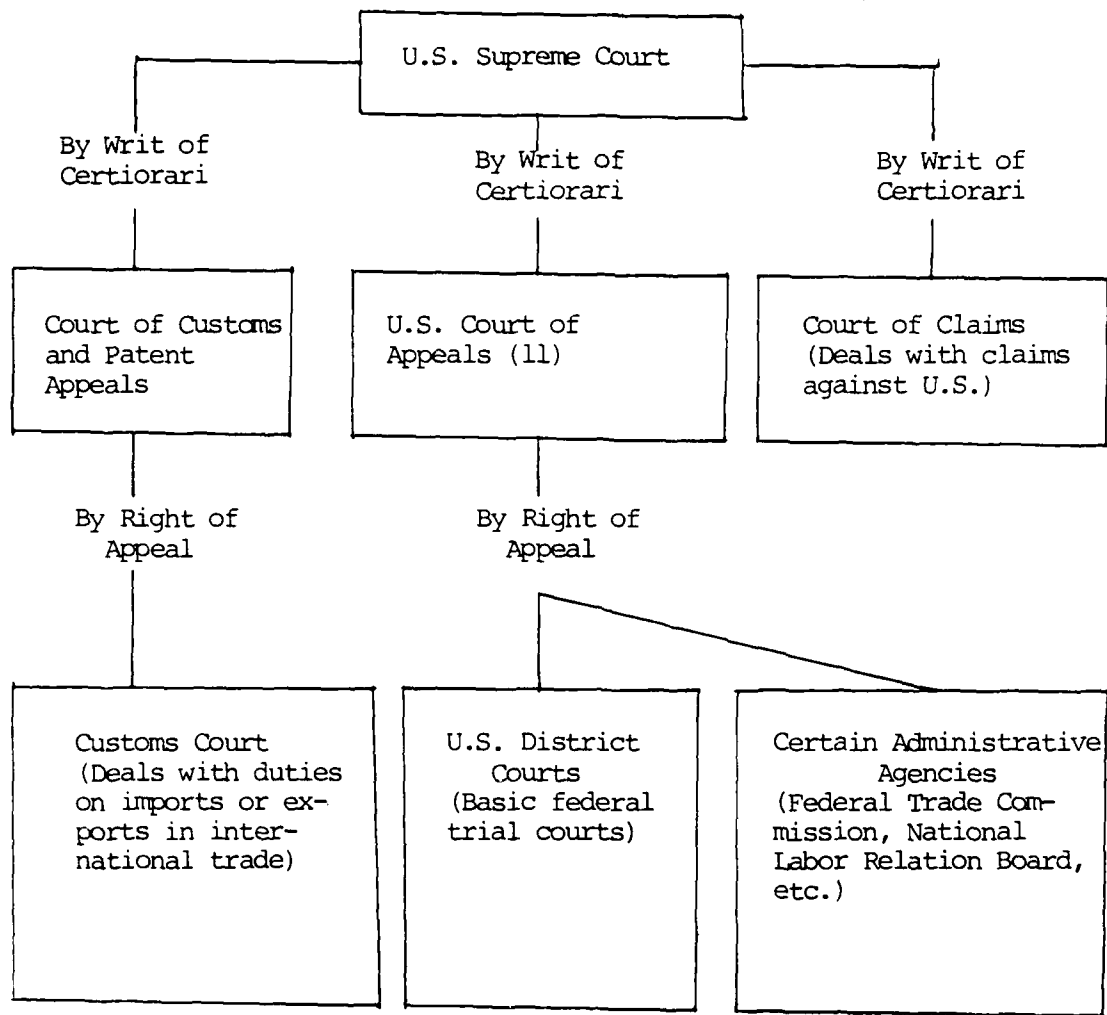 U.S. Supreme Court
By Writ of
Certiorari
By Writ of
Certiorari
By Writ of
Certiorari
Court of Customs
and Patent
Appeals
U.S. Court of
Appeals (11)
Court of Claims
(Deals with claims
against U.S.)
By Right of
Appeal
By Right of
Appeal
Customs Court
(Deals with duties
on imports or ex-
ports in inter-
national trade)
U.S. District
Courts
(Basic federal
trial courts)
Certain Administrative
Agencies
(Federal Trade Com-
mission, National
Labor Relation Board,
etc.)